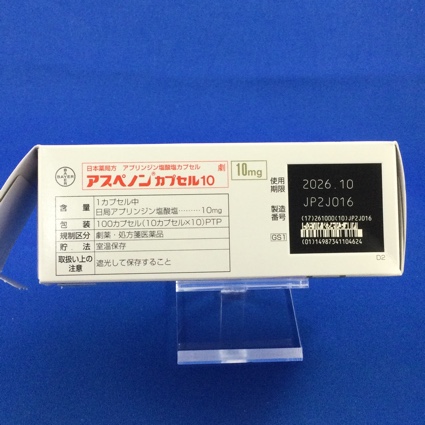 BAYER
日本薬局方 アプリンジン塩酸塩カプセル
劇
アスペノンカプセル10
10mg
含量
1カプセル中
日局アプリンジン塩酸塩………10mg
包装
100カプセル(10カプセル×10)PTP
規制区分
劇薬・処方箋医薬品
貯法
室温保存
取扱い上の注意
遮光して保存すること
使用期限
2026.10
製造番号
JP2J016
(17)261000(10)JP2J016
GS1
(01)14987341104624
D2